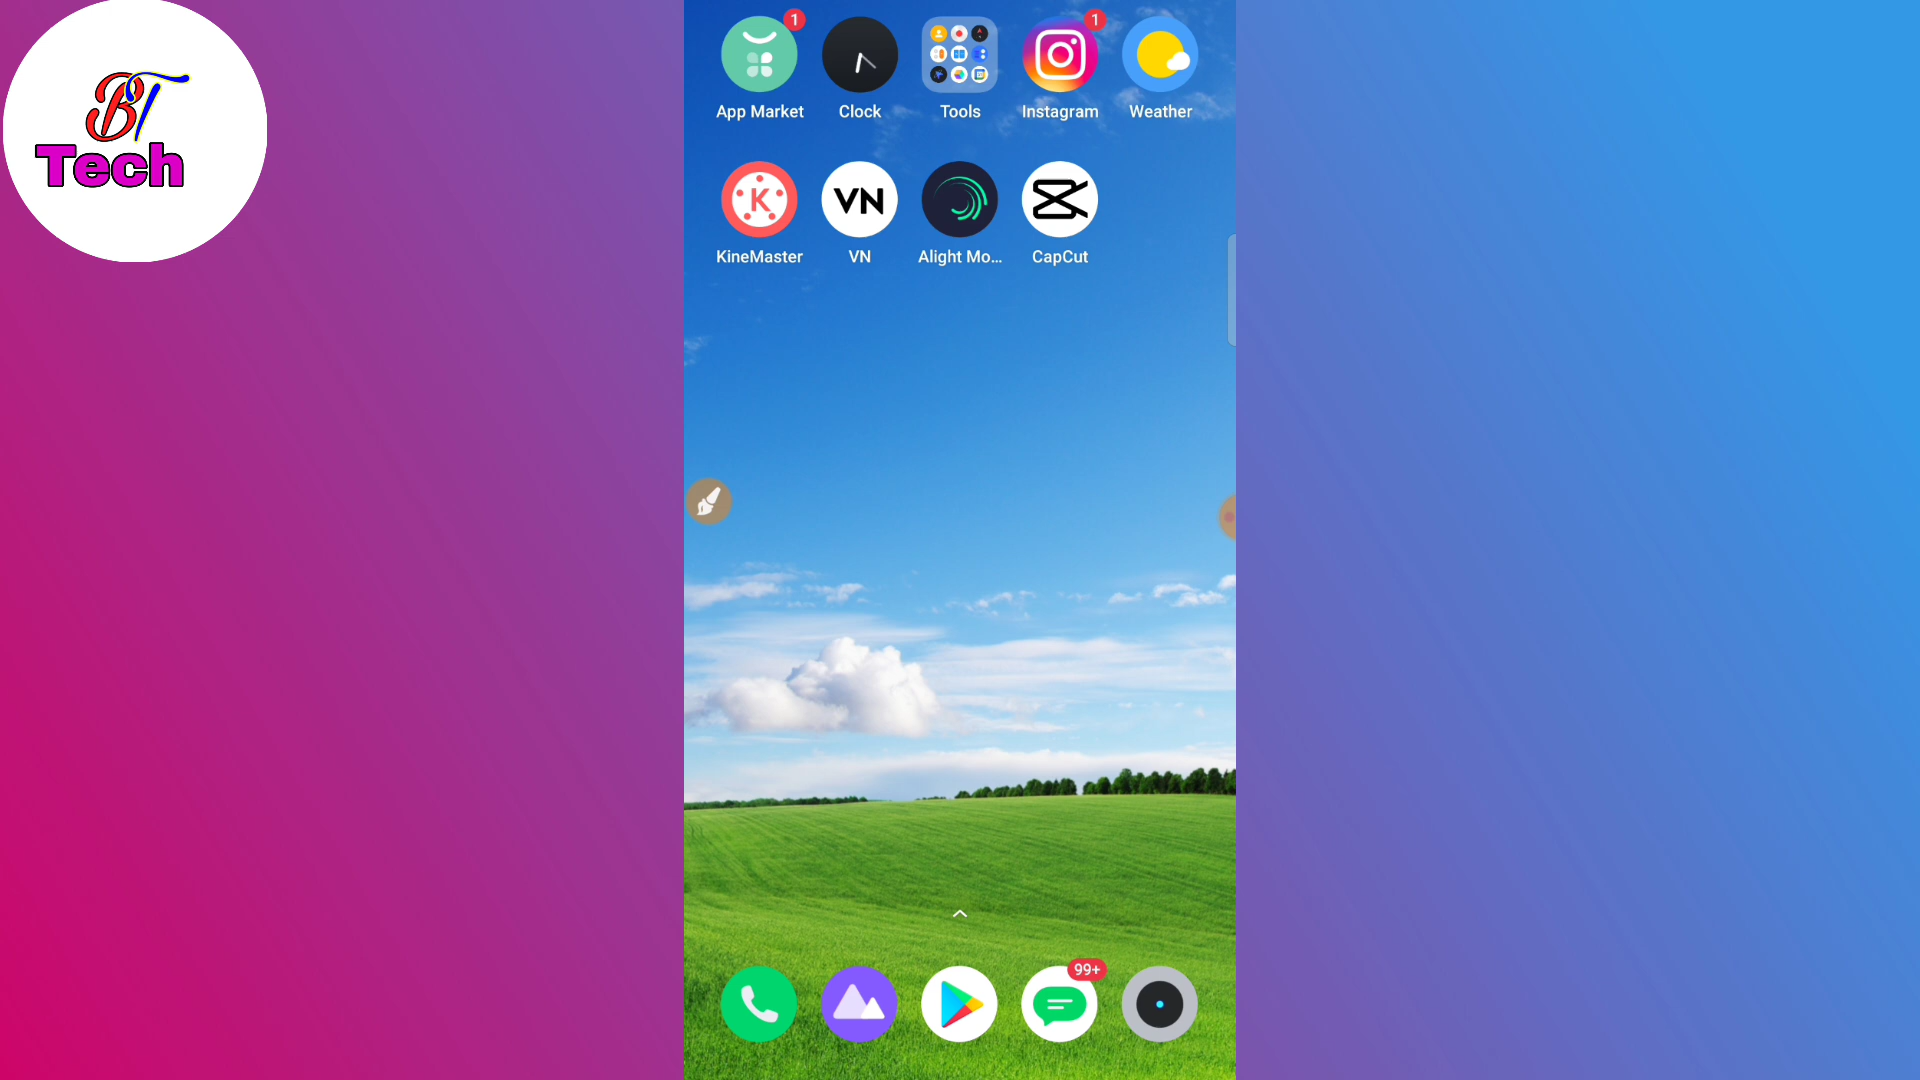 BT
Tech
1
1
App Market
Clock
Tools
Instagram
Weather
K
VN
KineMaster
VN
Alight Mo...
CapCut
99+